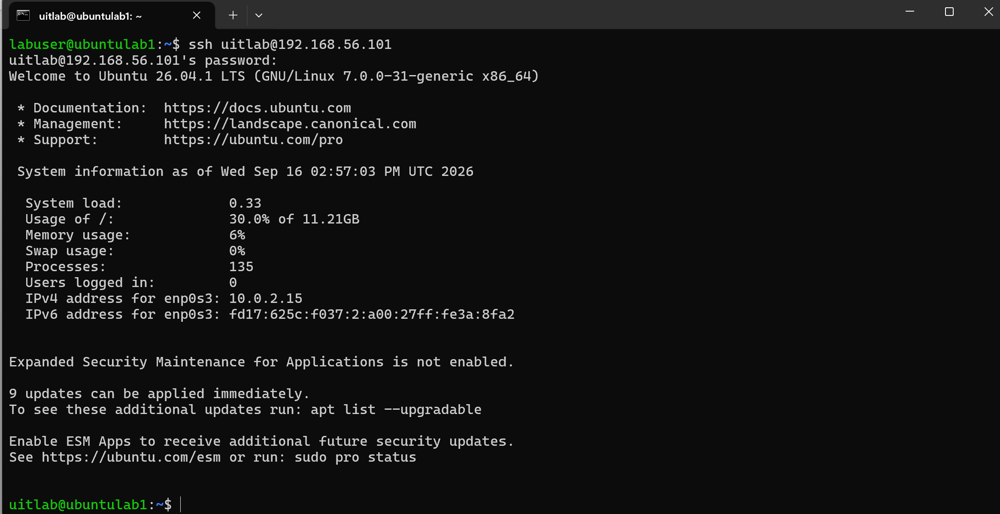 uitlab@ubuntulab1: ~
labuser@ubuntulab1:~$ ssh uitlab@192.168.56.101
uitlab@192.168.56.101's password:
Welcome to Ubuntu 26.04.1 LTS (GNU/Linux 7.0.0-31-generic x86_64)

 * Documentation:  https://docs.ubuntu.com
 * Management:     https://landscape.canonical.com
 * Support:        https://ubuntu.com/pro

 System information as of Wed Sep 16 02:57:03 PM UTC 2026

  System load:             0.33
  Usage of /:              30.0% of 11.21GB
  Memory usage:            6%
  Swap usage:              0%
  Processes:               135
  Users logged in:         0
  IPv4 address for enp0s3: 10.0.2.15
  IPv6 address for enp0s3: fd17:625c:f037:2:a00:27ff:fe3a:8fa2


Expanded Security Maintenance for Applications is not enabled.

9 updates can be applied immediately.
To see these additional updates run: apt list --upgradable

Enable ESM Apps to receive additional future security updates.
See https://ubuntu.com/esm or run: sudo pro status


uitlab@ubuntulab1:~$